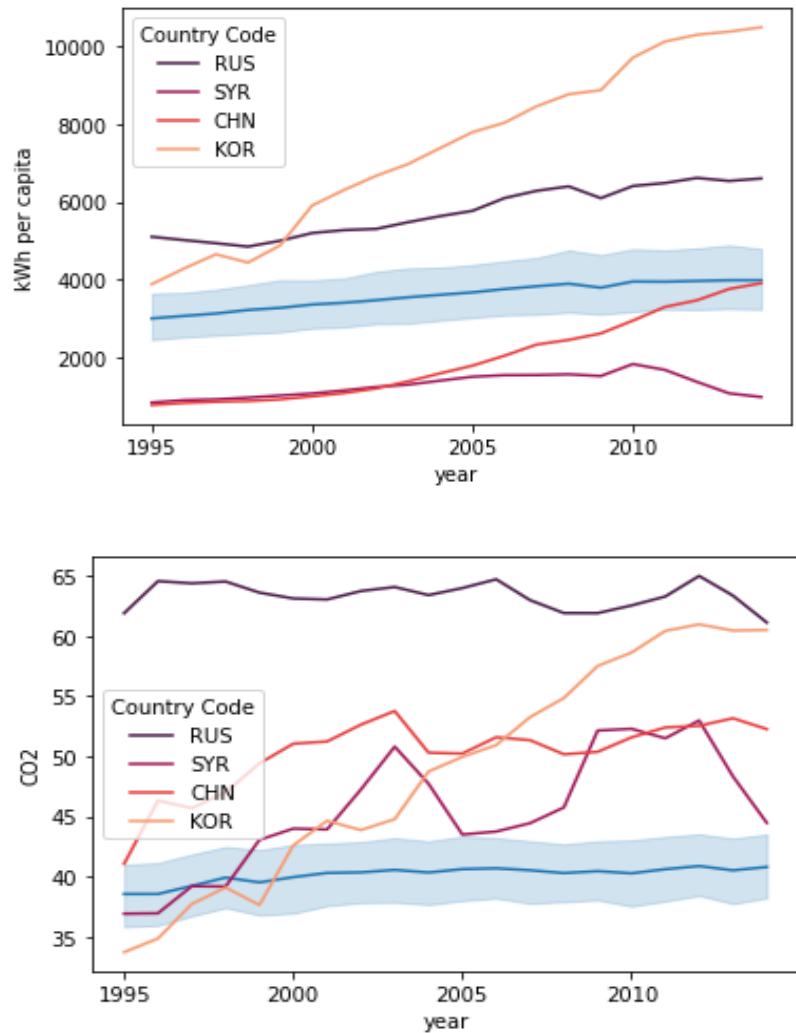 10000
8000
6000
4000
2000
kWh per capita
Country Code
RUS
SYR
CHN
KOR
1995
2000
2005
2010
year
65
60
55
50
45
40
35
CO2
Country Code
RUS
SYR
CHN
KOR
1995
2000
2005
2010
year